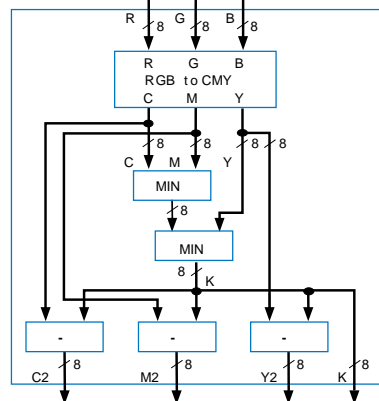 R G B
8 8 8
R G B
RGB to CMY
C M Y
8 8 8 8
C M Y
MIN
8
MIN
8
K
- - -
8 8 8 8
C2 M2 Y2 K